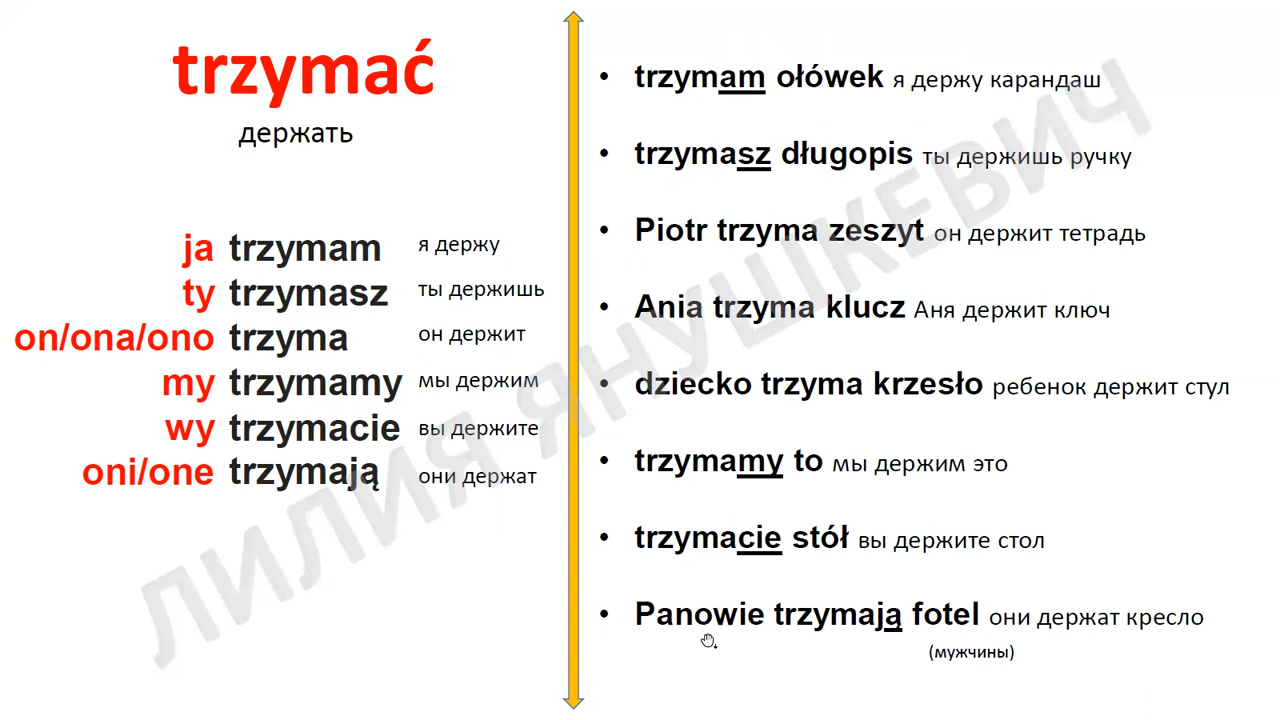 trzymać
держать
ja trzymam я держу
ty trzymasz ты держишь
on/ona/ono trzyma он держит
my trzymamy мы держим
wy trzymacie вы держите
oni/one trzymają они держат
• trzymam ołówek я держу карандаш
• trzymasz długopis ты держишь ручку
• Piotr trzyma zeszyt он держит тетрадь
• Ania trzyma klucz Аня держит ключ
• dziecko trzyma krzesło ребенок держит стул
• trzymamy to мы держим это
• trzymacie stół вы держите стол
• Panowie trzymają fotel они держат кресло
(мужчины)
ЛИЛИЯ ЯНУШКЕВИЧ